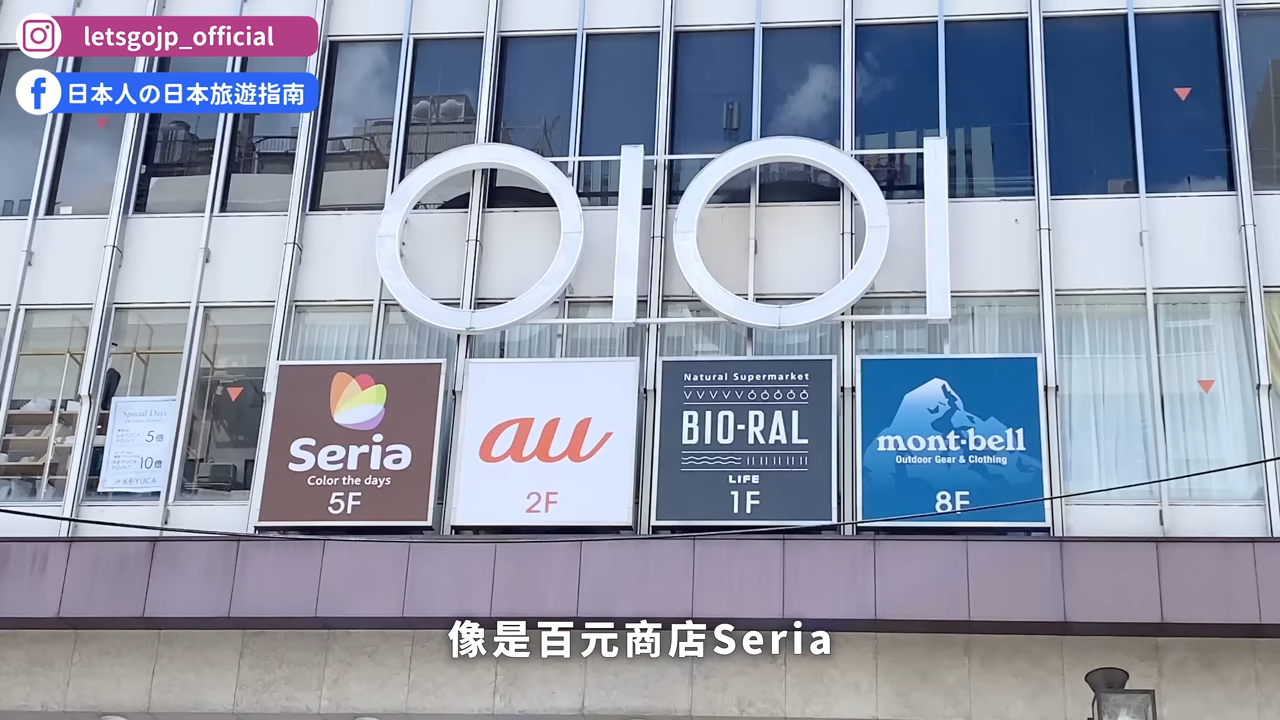 letsgojp_official
日本人の日本旅遊指南
OIOI
Seria
Color the days
5F
au
2F
Natural Supermarket
BIO-RAL
LIFE
1F
mont-bell
Outdoor Gear & Clothing
8F
Special Days
POINT 5倍
POINT 10倍
KEYUCA
像是百元商店Seria